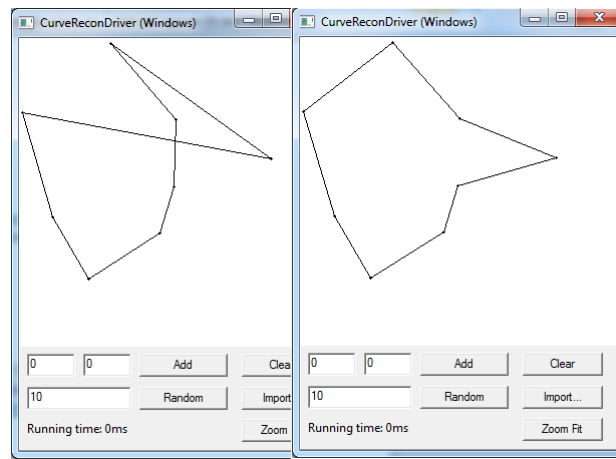 CurveReconDriver (Windows)
0 0 Add Clea
10 Random Import
Running time: 0ms Zoom
CurveReconDriver (Windows)
0 0 Add Clear
10 Random Import...
Running time: 0ms Zoom Fit